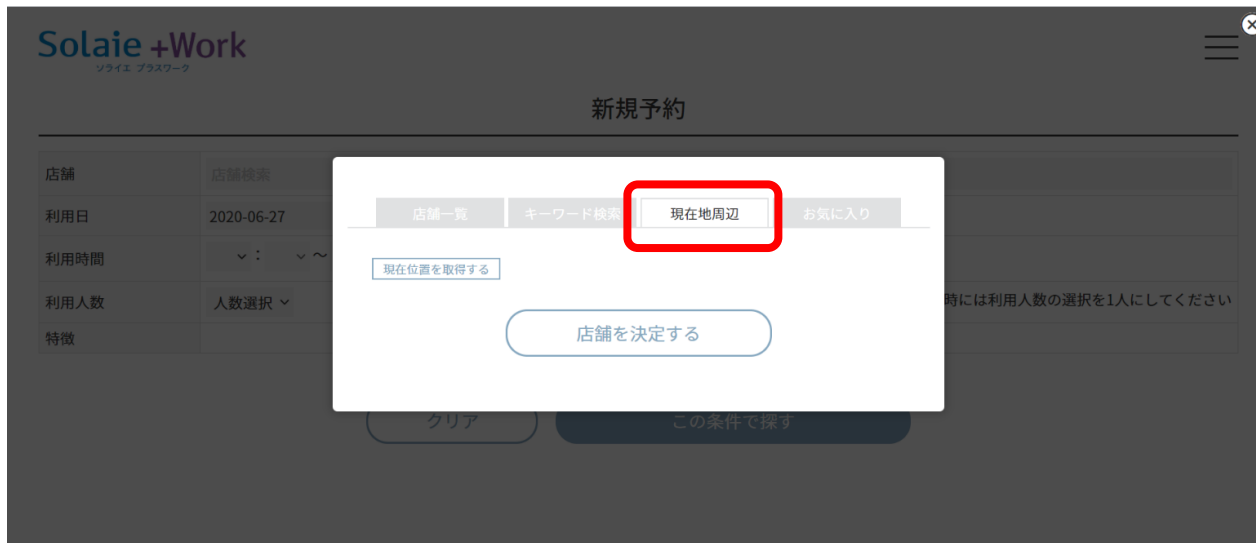 Solaie +Work
ソライエ プラスワーク
新規予約
店舗 店舗検索
店舗一覧 キーワード検索 現在地周辺 お気に入り
利用日 2020-06-27
利用時間 : ～
現在位置を取得する
利用人数 人数選択 時には利用人数の選択を1人にしてください
特徴
店舗を決定する
クリア この条件で探す